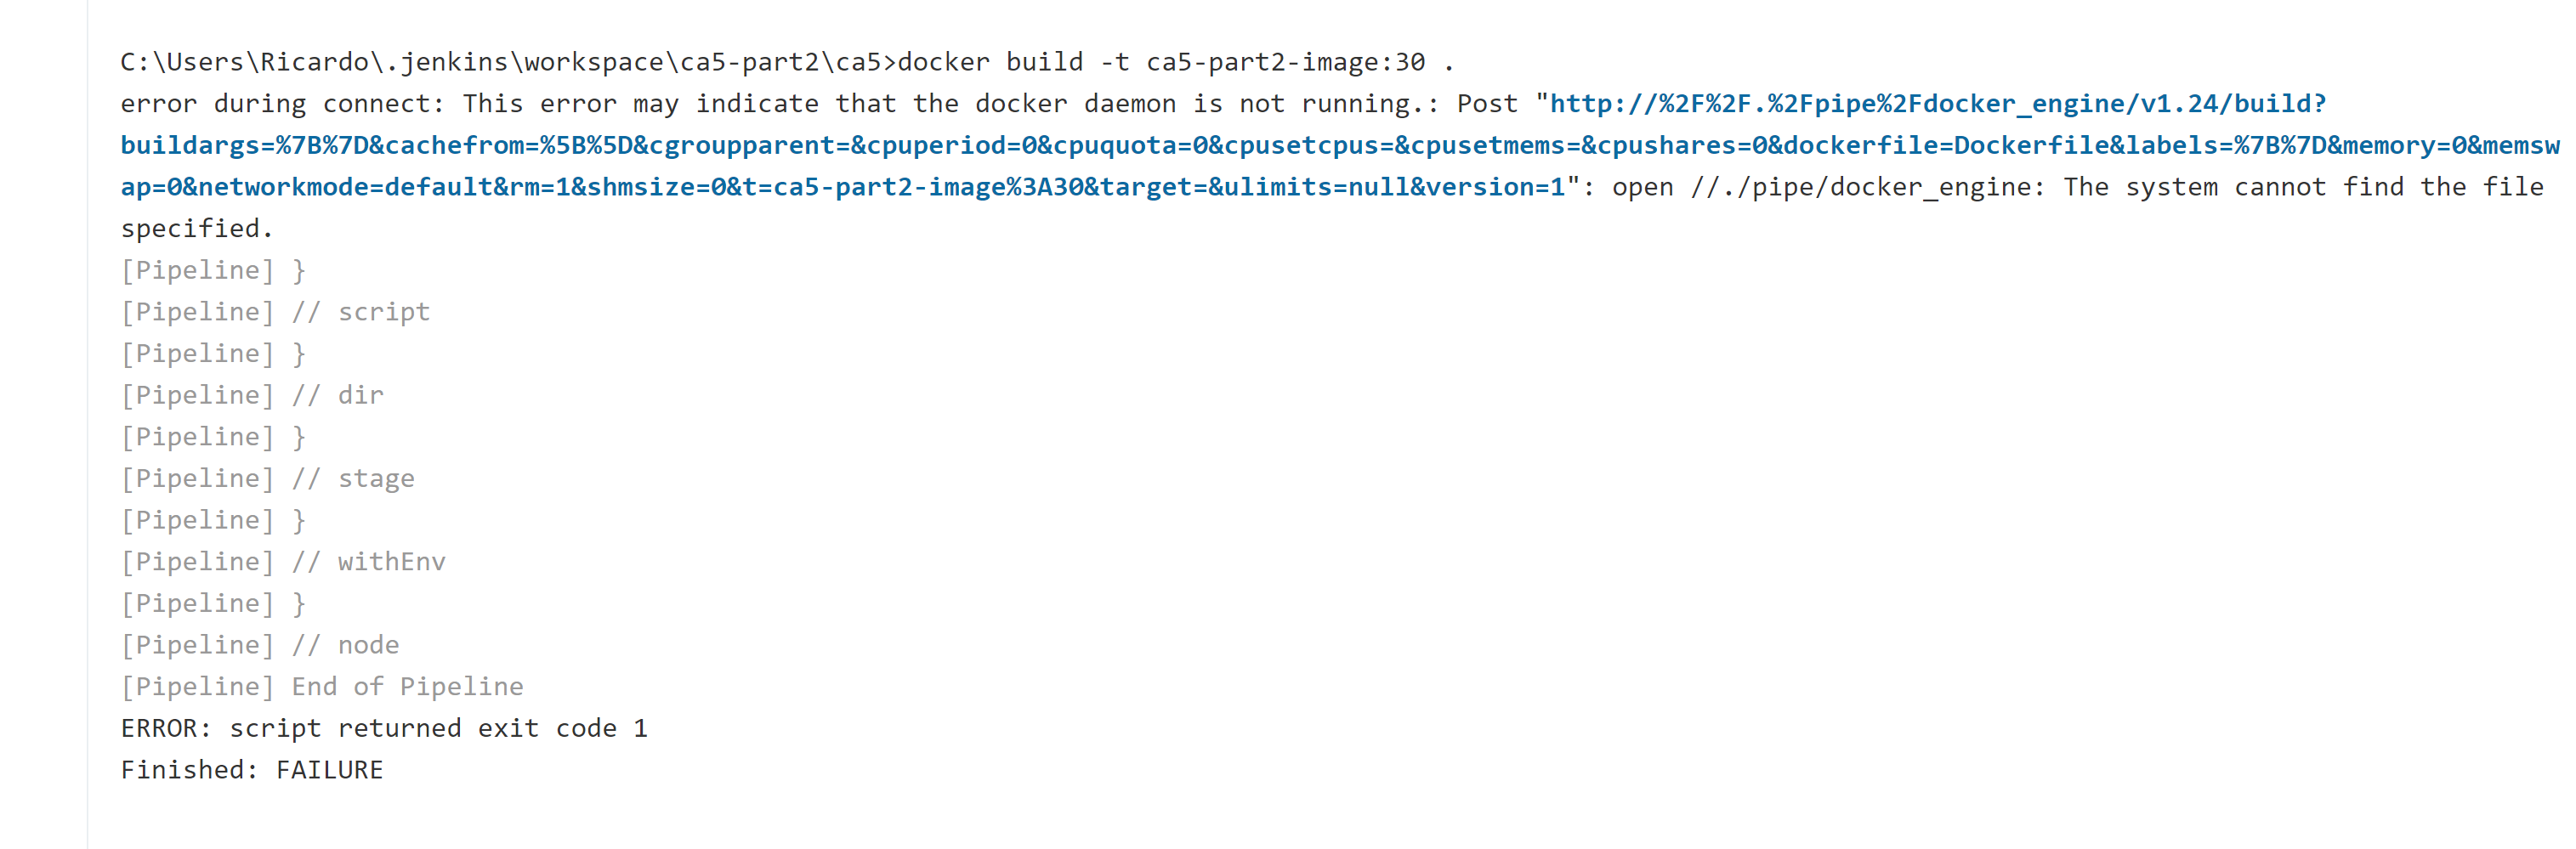 C:\Users\Ricardo\.jenkins\workspace\ca5-part2\ca5>docker build -t ca5-part2-image:30 .
error during connect: This error may indicate that the docker daemon is not running.: Post "http://%2F%2F.%2Fpipe%2Fdocker_engine/v1.24/build?
buildargs=%7B%7D&cachefrom=%5B%5D&cgroupparent=&cpuperiod=0&cpuquota=0&cpusetcpus=&cpusetmems=&cpushares=0&dockerfile=Dockerfile&labels=%7B%7D&memory=0&memsw
ap=0&networkmode=default&rm=1&shmsize=0&t=ca5-part2-image%3A30&target=&ulimits=null&version=1": open //./pipe/docker_engine: The system cannot find the file
specified.
[Pipeline] }
[Pipeline] // script
[Pipeline] }
[Pipeline] // dir
[Pipeline] }
[Pipeline] // stage
[Pipeline] }
[Pipeline] // withEnv
[Pipeline] }
[Pipeline] // node
[Pipeline] End of Pipeline
ERROR: script returned exit code 1
Finished: FAILURE